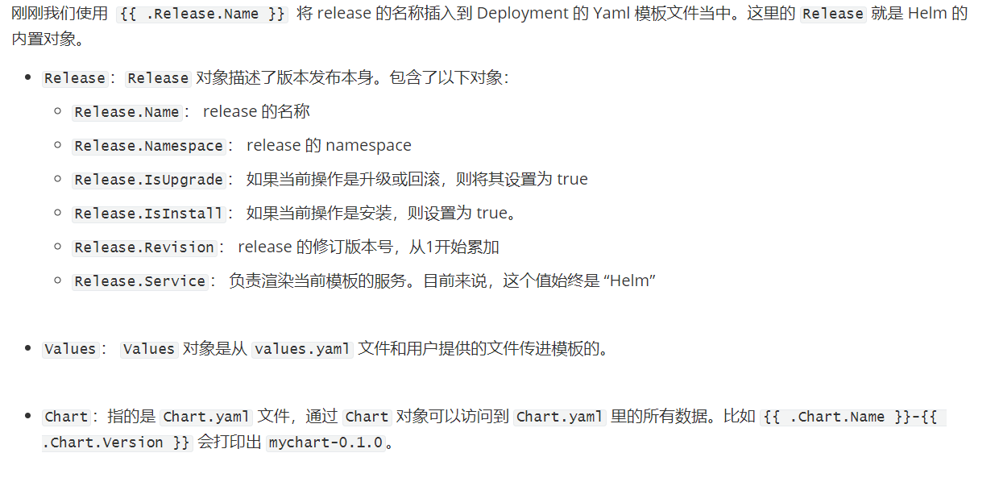 刚刚我们使用 {{ .Release.Name }} 将 release 的名称插入到 Deployment 的 Yaml 模板文件当中。这里的 Release 就是 Helm 的
内置对象。
Release： Release 对象描述了版本发布本身。包含了以下对象：
Release.Name： release 的名称
Release.Namespace： release 的 namespace
Release.IsUpgrade： 如果当前操作是升级或回滚，则将其设置为 true
Release.IsInstall： 如果当前操作是安装，则设置为 true。
Release.Revision： release 的修订版本号，从1开始累加
Release.Service： 负责渲染当前模板的服务。目前来说，这个值始终是 “Helm”
Values： Values 对象是从 values.yaml 文件和用户提供的文件传进模板的。
Chart：指的是 Chart.yaml 文件，通过 Chart 对象可以访问到 Chart.yaml 里的所有数据。比如 {{ .Chart.Name }}-{{
.Chart.Version }} 会打印出 mychart-0.1.0。